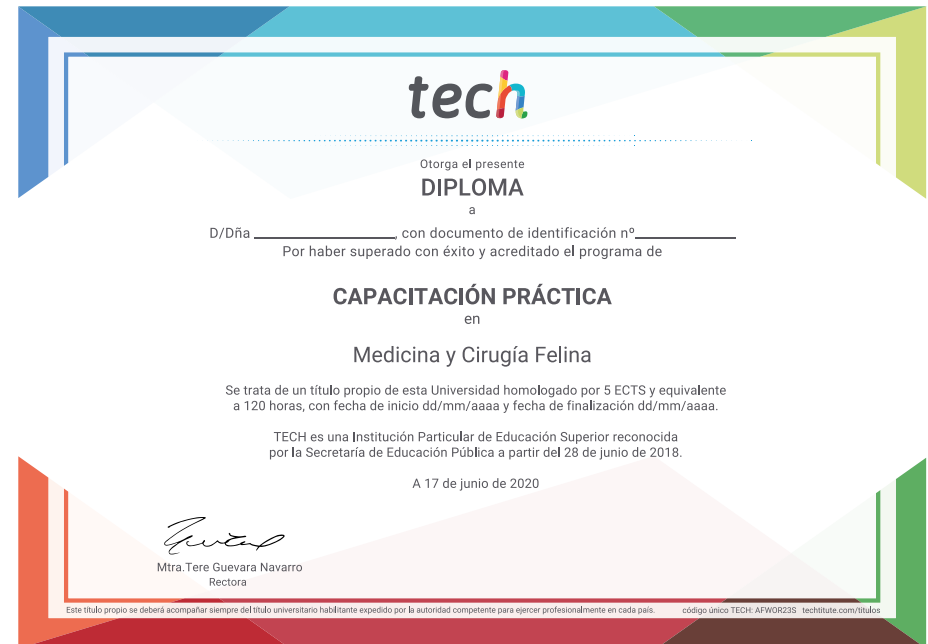 tech
Otorga el presente
DIPLOMA
a
D/Dña ____________, con documento de identificación nº____________
Por haber superado con éxito y acreditado el programa de
CAPACITACIÓN PRÁCTICA
en
Medicina y Cirugía Felina
Se trata de un título propio de esta Universidad homologado por 5 ECTS y equivalente
a 120 horas, con fecha de inicio dd/mm/aaaa y fecha de finalización dd/mm/aaaa.
TECH es una Institución Particular de Educación Superior reconocida
por la Secretaría de Educación Pública a partir del 28 de junio de 2018.
A 17 de junio de 2020
Mtra.Tere Guevara Navarro
Rectora
Este título propio se deberá acompañar siempre del título universitario habilitante expedido por la autoridad competente para ejercer profesionalmente en cada país. código único TECH: AFWOR23S techtitute.com/titulos